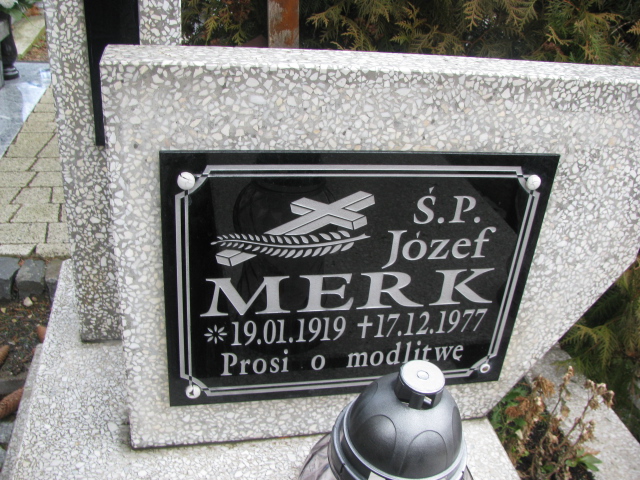 Ś.P.
Józef
MERK
*19.01.1919 +17.12.1977
Prosi o modlitwe